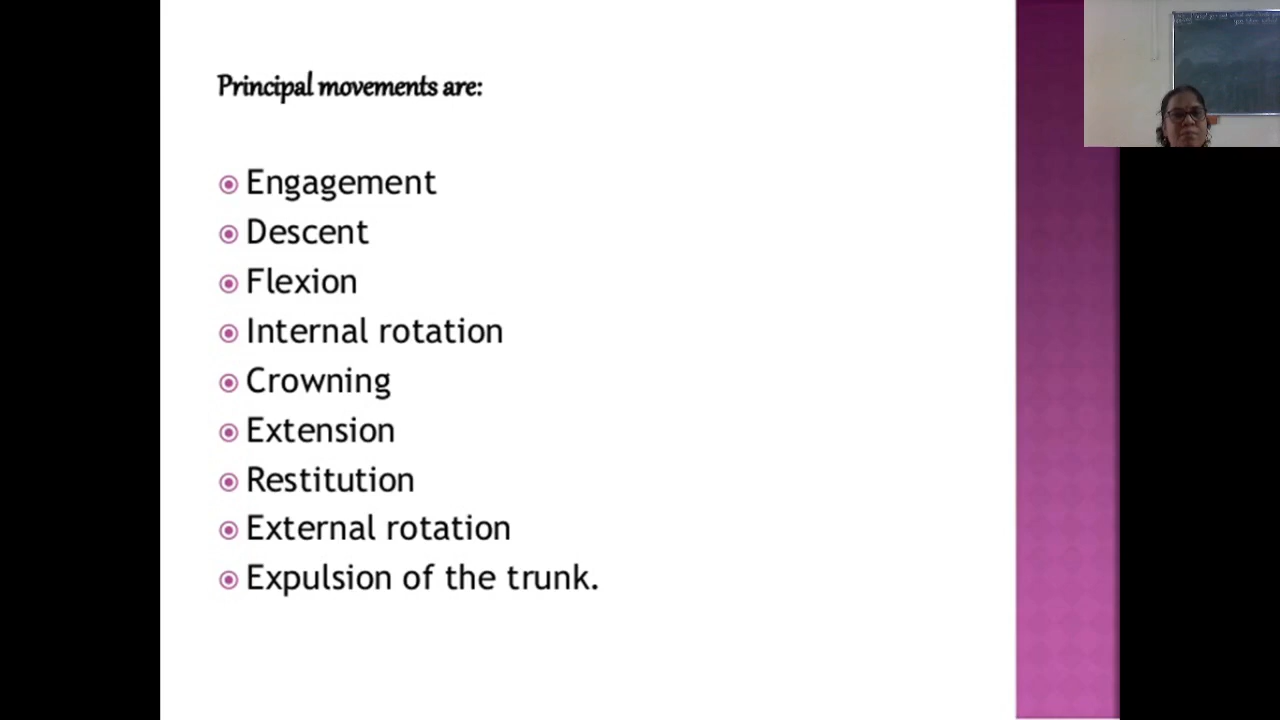 Principal movements are:
Engagement
Descent
Flexion
Internal rotation
Crowning
Extension
Restitution
External rotation
Expulsion of the trunk.